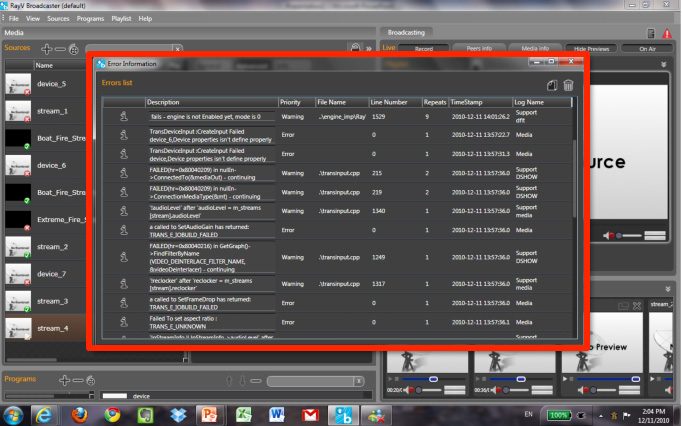 RayV Broadcaster (default)
File View Sources Programs Playlist Help
Media
Broadcasting
Sources
Live Record Peers Info Media Info Hide Previews On Air
Name
Error Information
Errors list
Description Priority File Name Line Number Repeats TimeStamp Log Name
fails - engine is not Enabled yet, mode is 0 Warning ..\engine_imp\Ray 1529 9 2010-12-11 14:01:26.2 Support dflt
TransDeviceInput :CreateInput Failed
device_6,Device properties isn't define properly Error 0 1 2010-12-11 13:57:22.7 Media
TransDeviceInput :CreateInput Failed
device,Device properties isn't define properly Error 0 1 2010-12-11 13:57:31.3 Media
FAILED(hr=0x80040209) in nullIn-
>ConnectedTo(&mediaOut) - continuing Warning .\transinput.cpp 215 2 2010-12-11 13:57:36.0 Support DSHOW
FAILED(hr=0x80040209) in nullIn-
>ConnectionMediaType(&mt) - continuing Warning .\transinput.cpp 219 2 2010-12-11 13:57:36.0 Support DSHOW
'audioLevel' after 'audioLevel = m_streams
[stream].audioLevel' Warning .\transinput.cpp 1340 1 2010-12-11 13:57:36.0 Support media
a called to SetAudioGain has returned:
TRANS_E_JOBUILD_FAILED Error 0 1 2010-12-11 13:57:36.0 Media
FAILED(hr=0x80040216) in GetGraph()-
>FindFilterByName
(VIDEO_DEINTERLACE_FILTER_NAME,
&videoDeinterlacer) - continuing Warning .\transinput.cpp 1249 1 2010-12-11 13:57:36.0 Support DSHOW
'reclocker' after 'reclocker = m_streams
[stream].reclocker' Warning .\transinput.cpp 1317 1 2010-12-11 13:57:36.0 Support media
a called to SetFrameDrop has returned:
TRANS_E_JOBUILD_FAILED Error 0 1 2010-12-11 13:57:36.0 Media
Failed To set aspect ratio :
TRANS_E_UNKNOWN Error 0 1 2010-12-11 13:57:36.1 Media
Support
device_5
stream_1
Boat_Fire_Stre
device_6
Boat_Fire_Stre
Extreme_Fire_
stream_2
device_7
stream_3
stream_4
urce
stream_2
Preview
00:20/
00:36/
Programs
device
EN 100% 2:04 PM
12/11/2010